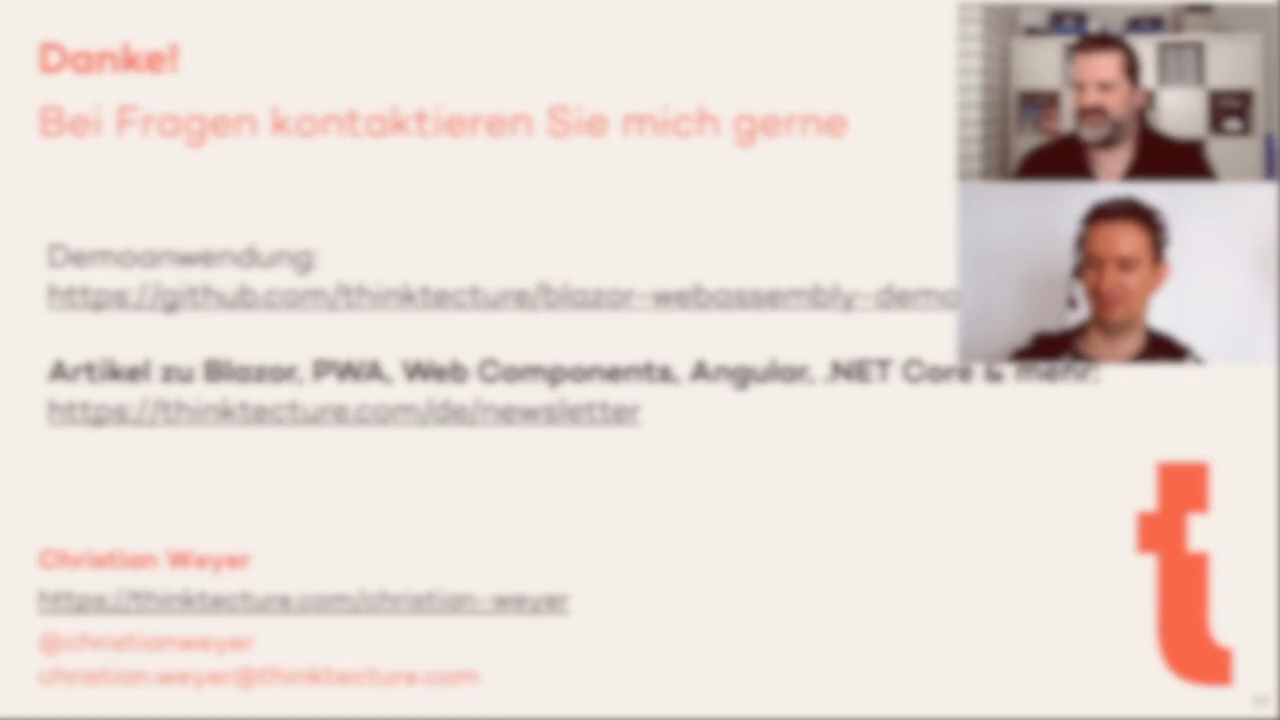 Danke!
Bei Fragen kontaktieren Sie mich gerne
Demoanwendung:
https://github.com/thinktecture/blazor-webassembly-demo
Artikel zu Blazor, PWA, Web Components, Angular, .NET Core & mehr:
https://thinktecture.com/de/newsletter
Christian Weyer
https://thinktecture.com/christian-weyer
@christianweyer
christian.weyer@thinktecture.com